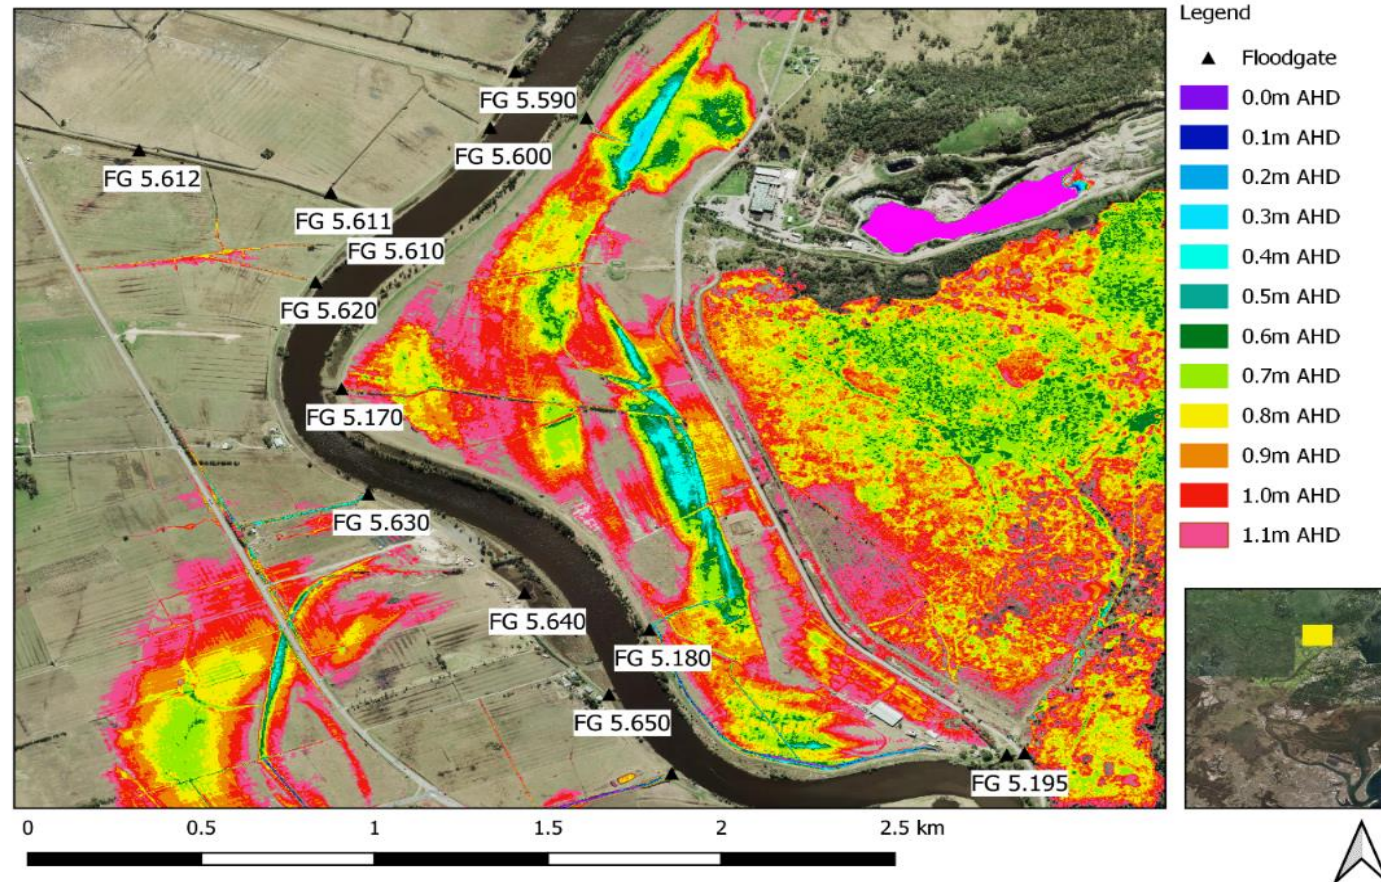 Legend
Floodgate
0.0m AHD
0.1m AHD
0.2m AHD
0.3m AHD
0.4m AHD
0.5m AHD
0.6m AHD
0.7m AHD
0.8m AHD
0.9m AHD
1.0m AHD
1.1m AHD
FG 5.590
FG 5.600
FG 5.612
FG 5.611
FG 5.610
FG 5.620
FG 5.170
FG 5.630
FG 5.640
FG 5.180
FG 5.650
FG 5.195
0 0.5 1 1.5 2 2.5 km